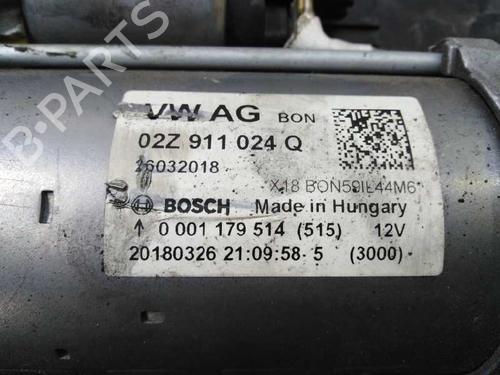 VW AG BON
02Z 911 024 Q
26032018
X18 BON59IL44M6
BOSCH Made in Hungary
↑ 0 001 179 514 (515) 12V
20180326 21:09:58 5 (3000)